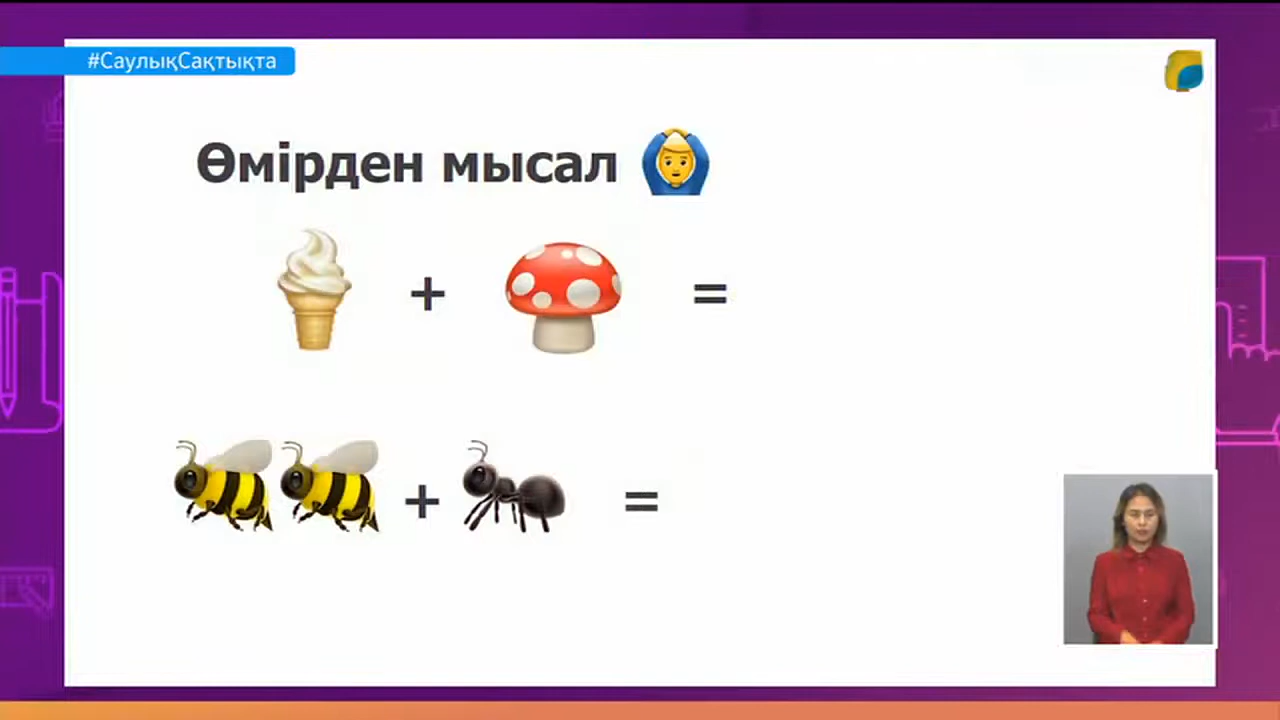 #СаулықСақтықта
Өмірден мысал
+ =
+ =